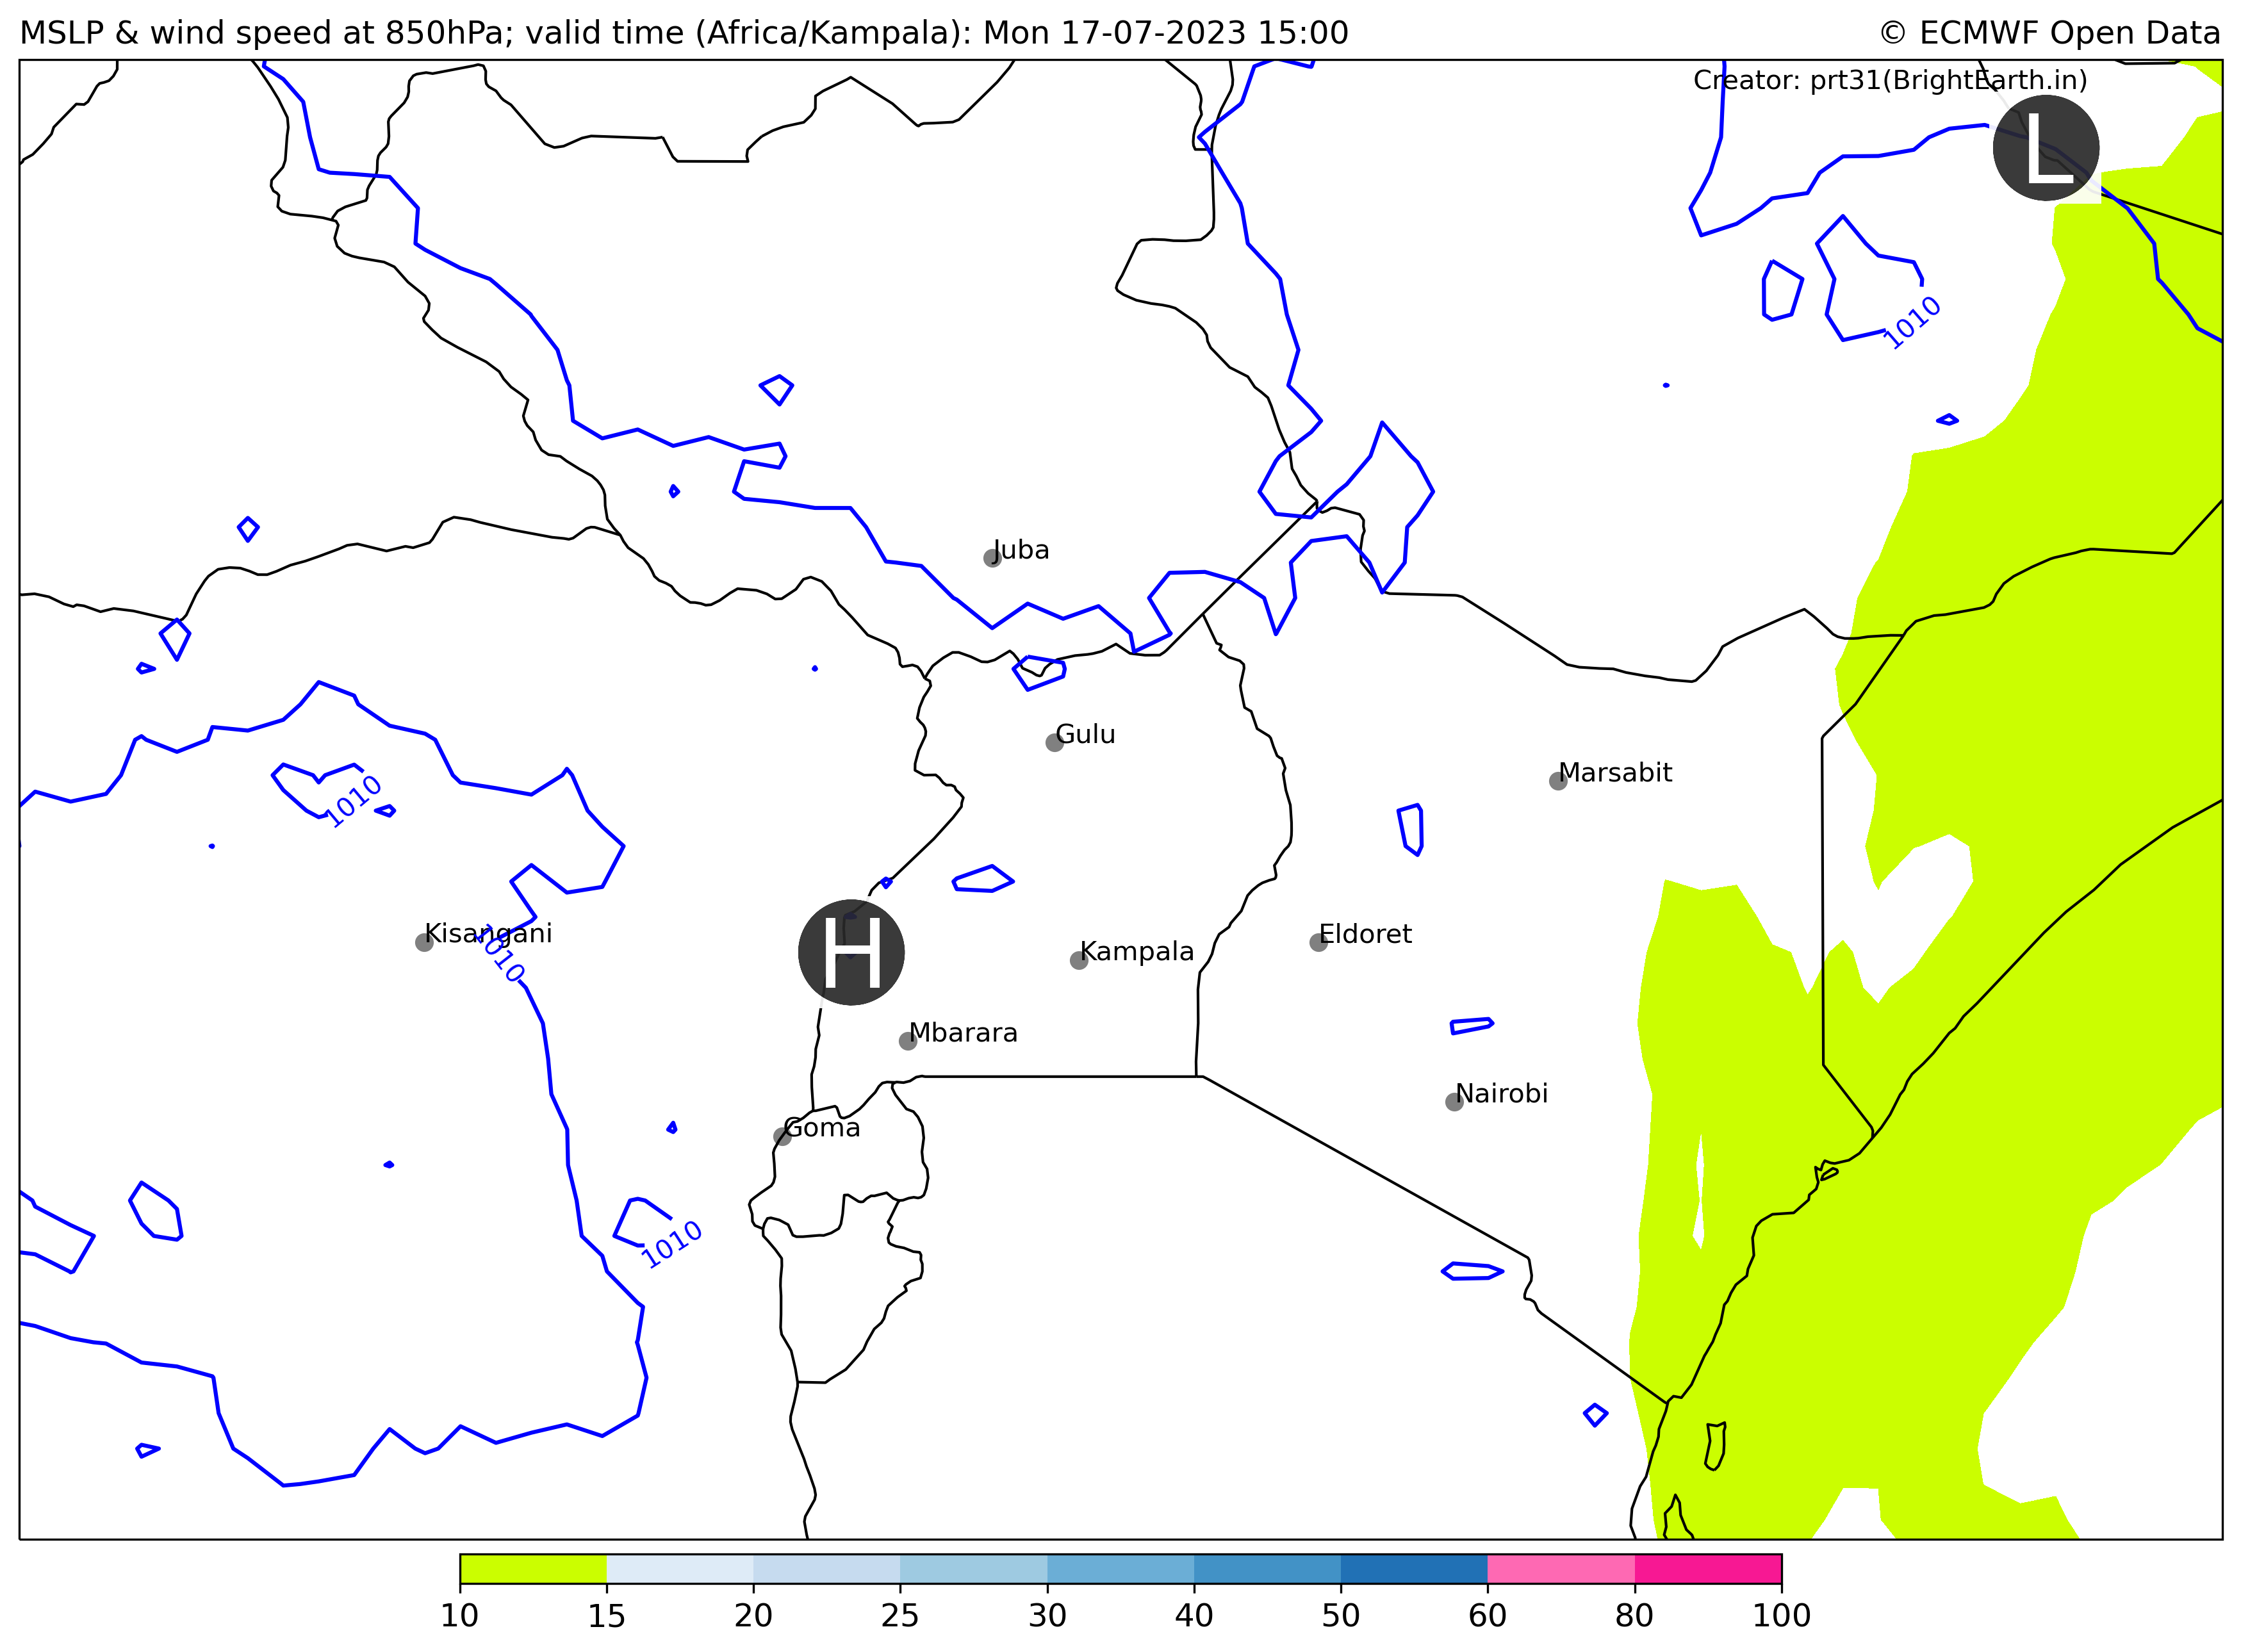 MSLP & wind speed at 850hPa; valid time (Africa/Kampala): Mon 17-07-2023 15:00
© ECMWF Open Data
Creator: prt31(BrightEarth.in)
L
1010
Juba
Gulu
Marsabit
1010
Kisangani
1010
H
Kampala
Eldoret
Mbarara
Nairobi
Goma
1010
10 15 20 25 30 40 50 60 80 100